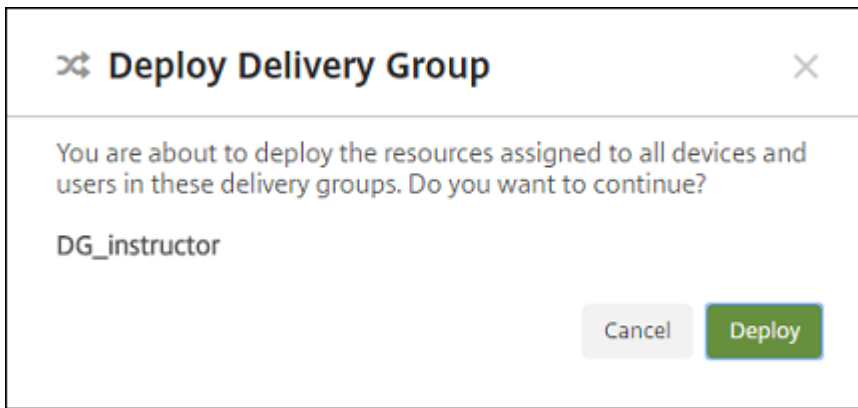 Deploy Delivery Group
You are about to deploy the resources assigned to all devices and
users in these delivery groups. Do you want to continue?
DG_instructor
Cancel
Deploy